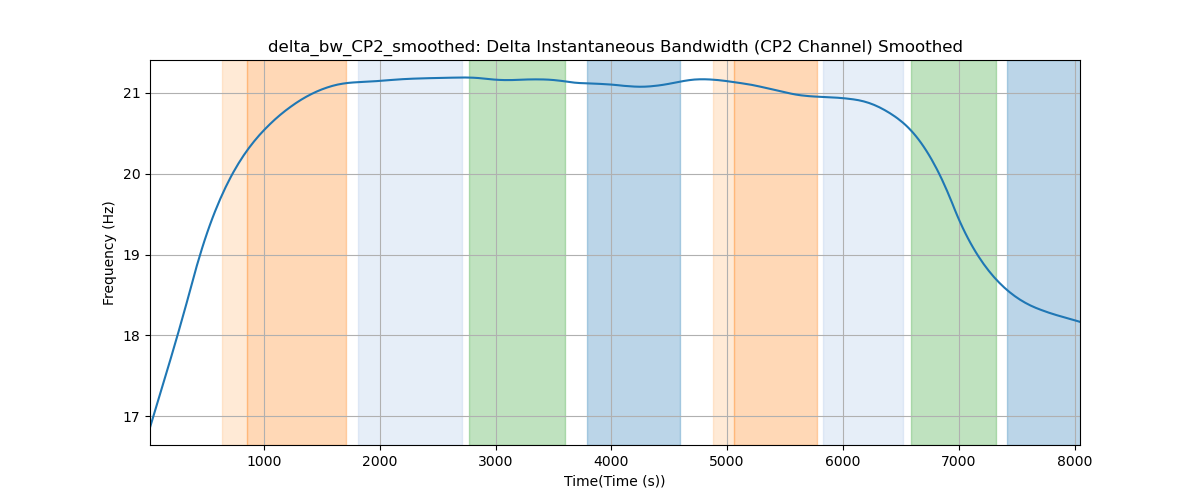 delta_bw_CP2_smoothed: Delta Instantaneous Bandwidth (CP2 Channel) Smoothed
Frequency (Hz)
21
20
19
18
17
1000 2000 3000 4000 5000 6000 7000 8000
Time(Time (s))